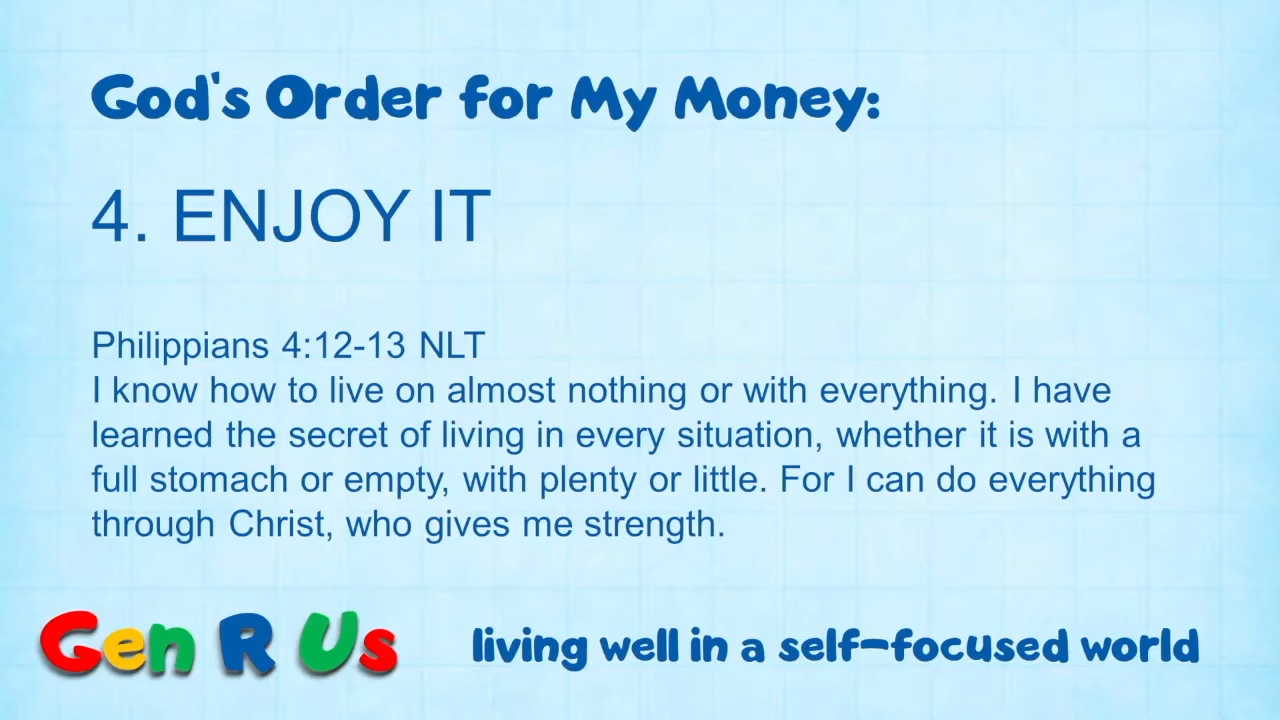 God's Order for My Money:
4. ENJOY IT
Philippians 4:12-13 NLT
I know how to live on almost nothing or with everything. I have
learned the secret of living in every situation, whether it is with a
full stomach or empty, with plenty or little. For I can do everything
through Christ, who gives me strength.
Gen R Us
living well in a self-focused world